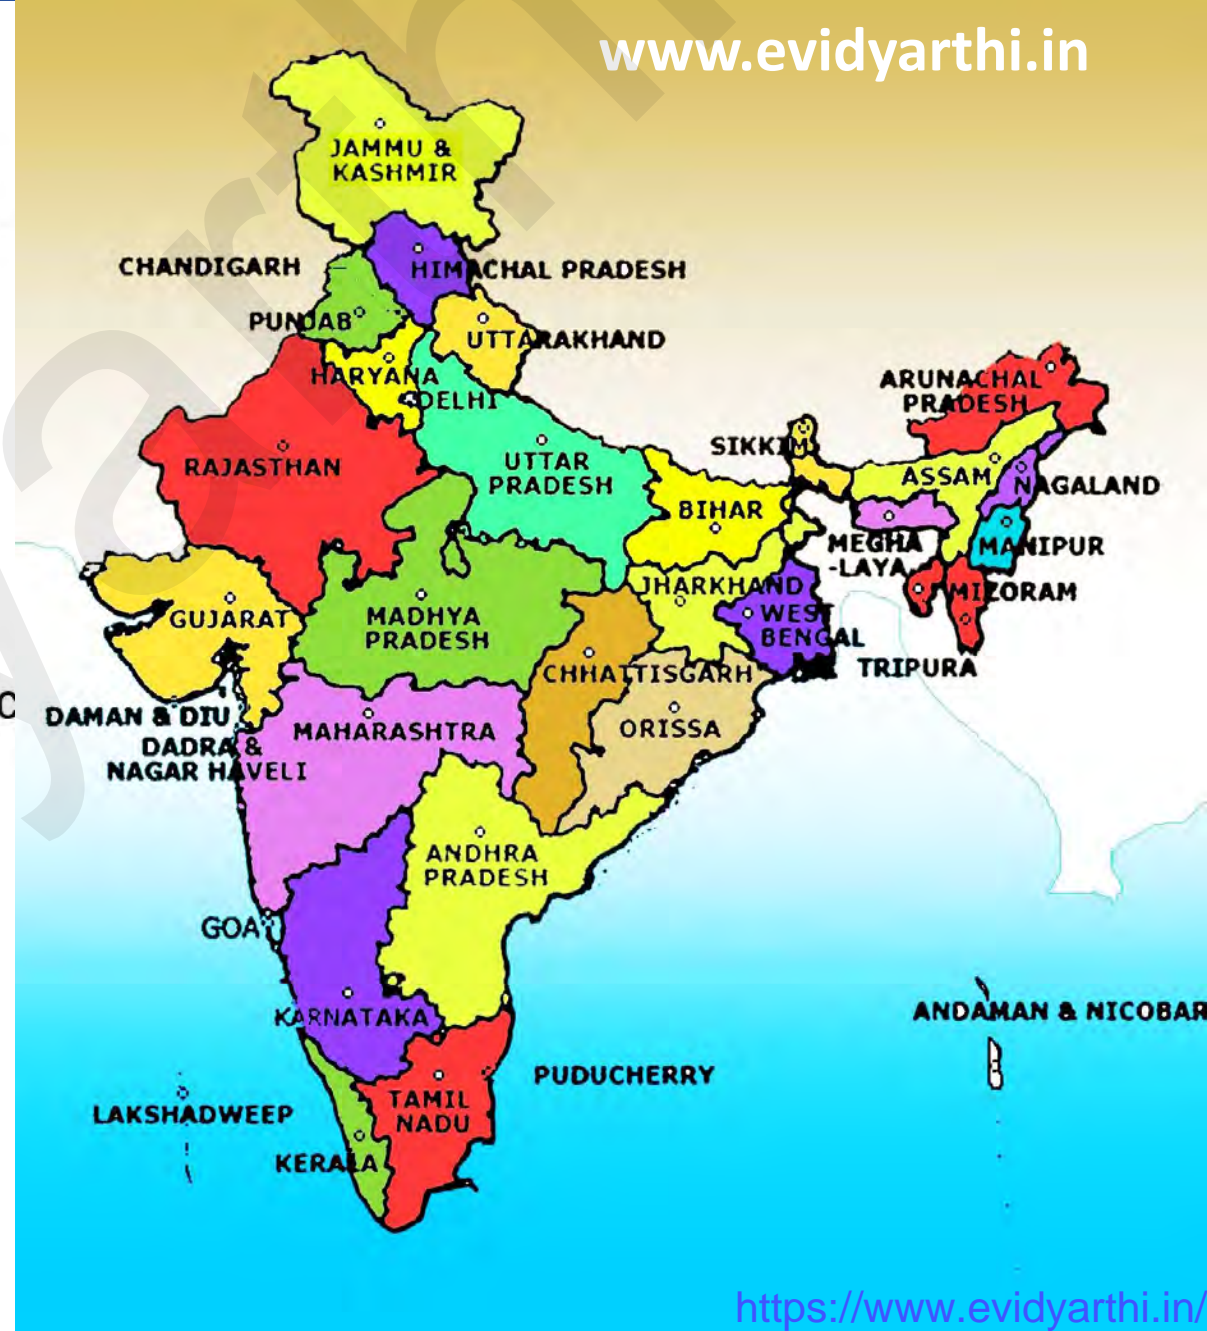 www.evidyarthi.in
JAMMU &
KASHMIR
CHANDIGARH
HIMACHAL PRADESH
PUNJAB
UTTARAKHAND
HARYANA
DELHI
ARUNACHAL
PRADESH
SIKKIM
RAJASTHAN
UTTAR
PRADESH
ASSAM
NAGALAND
BIHAR
MEGHA
-LAYA
MANIPUR
JHARKHAND
MIZORAM
GUJARAT
MADHYA
PRADESH
WEST
BENGAL
TRIPURA
CHHATTISGARH
DAMAN & DIU
DADRA &
NAGAR HAVELI
MAHARASHTRA
ORISSA
ANDHRA
PRADESH
GOA
KARNATAKA
ANDAMAN & NICOBAR
PUDUCHERRY
LAKSHADWEEP
TAMIL
NADU
KERALA
https://www.evidyarthi.in/